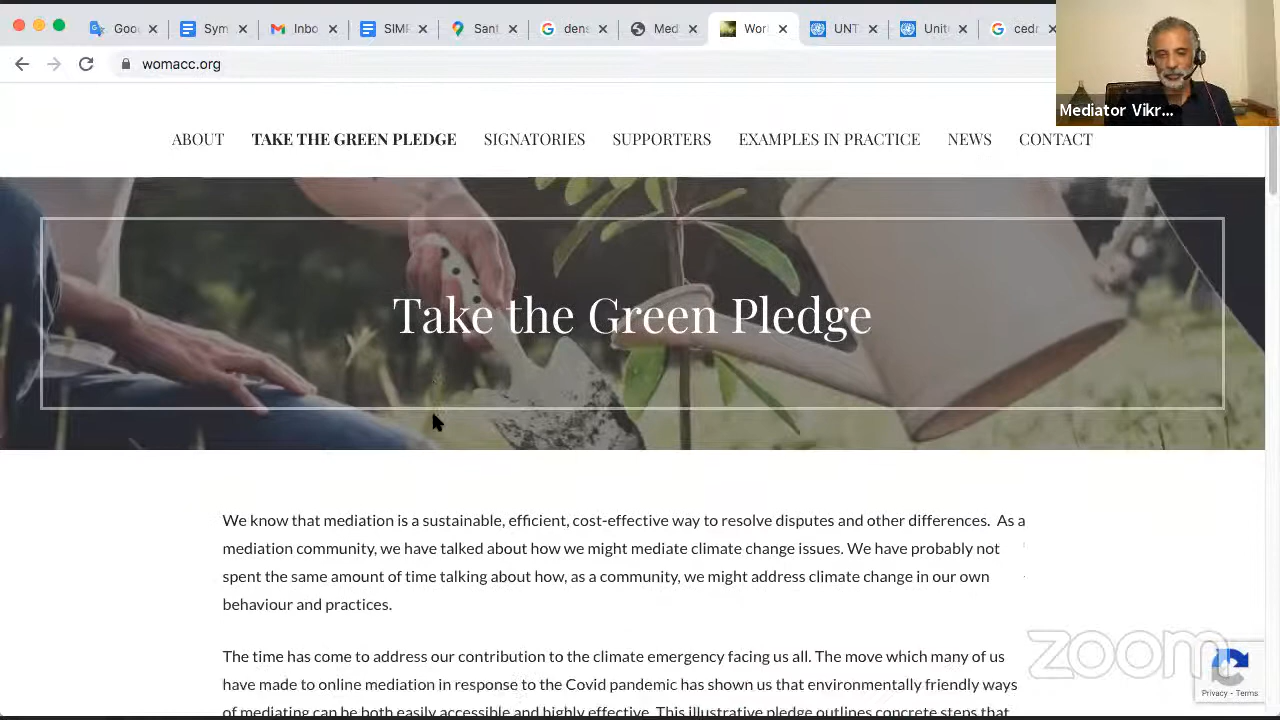 Goo
Sym
Inbo
SIMF
Sant
dens
Med
Worl
UNT
Unite
cedr
womacc.org
Mediator Vikr...
ABOUT
TAKE THE GREEN PLEDGE
SIGNATORIES
SUPPORTERS
EXAMPLES IN PRACTICE
NEWS
CONTACT
Take the Green Pledge
We know that mediation is a sustainable, efficient, cost-effective way to resolve disputes and other differences. As a
mediation community, we have talked about how we might mediate climate change issues. We have probably not
spent the same amount of time talking about how, as a community, we might address climate change in our own
behaviour and practices.
The time has come to address our contribution to the climate emergency facing us all. The move which many of us
have made to online mediation in response to the Covid pandemic has shown us that environmentally friendly ways
of mediating can be both easily accessible and highly effective. This illustrative pledge outlines concrete steps that
zoom
Privacy - Terms